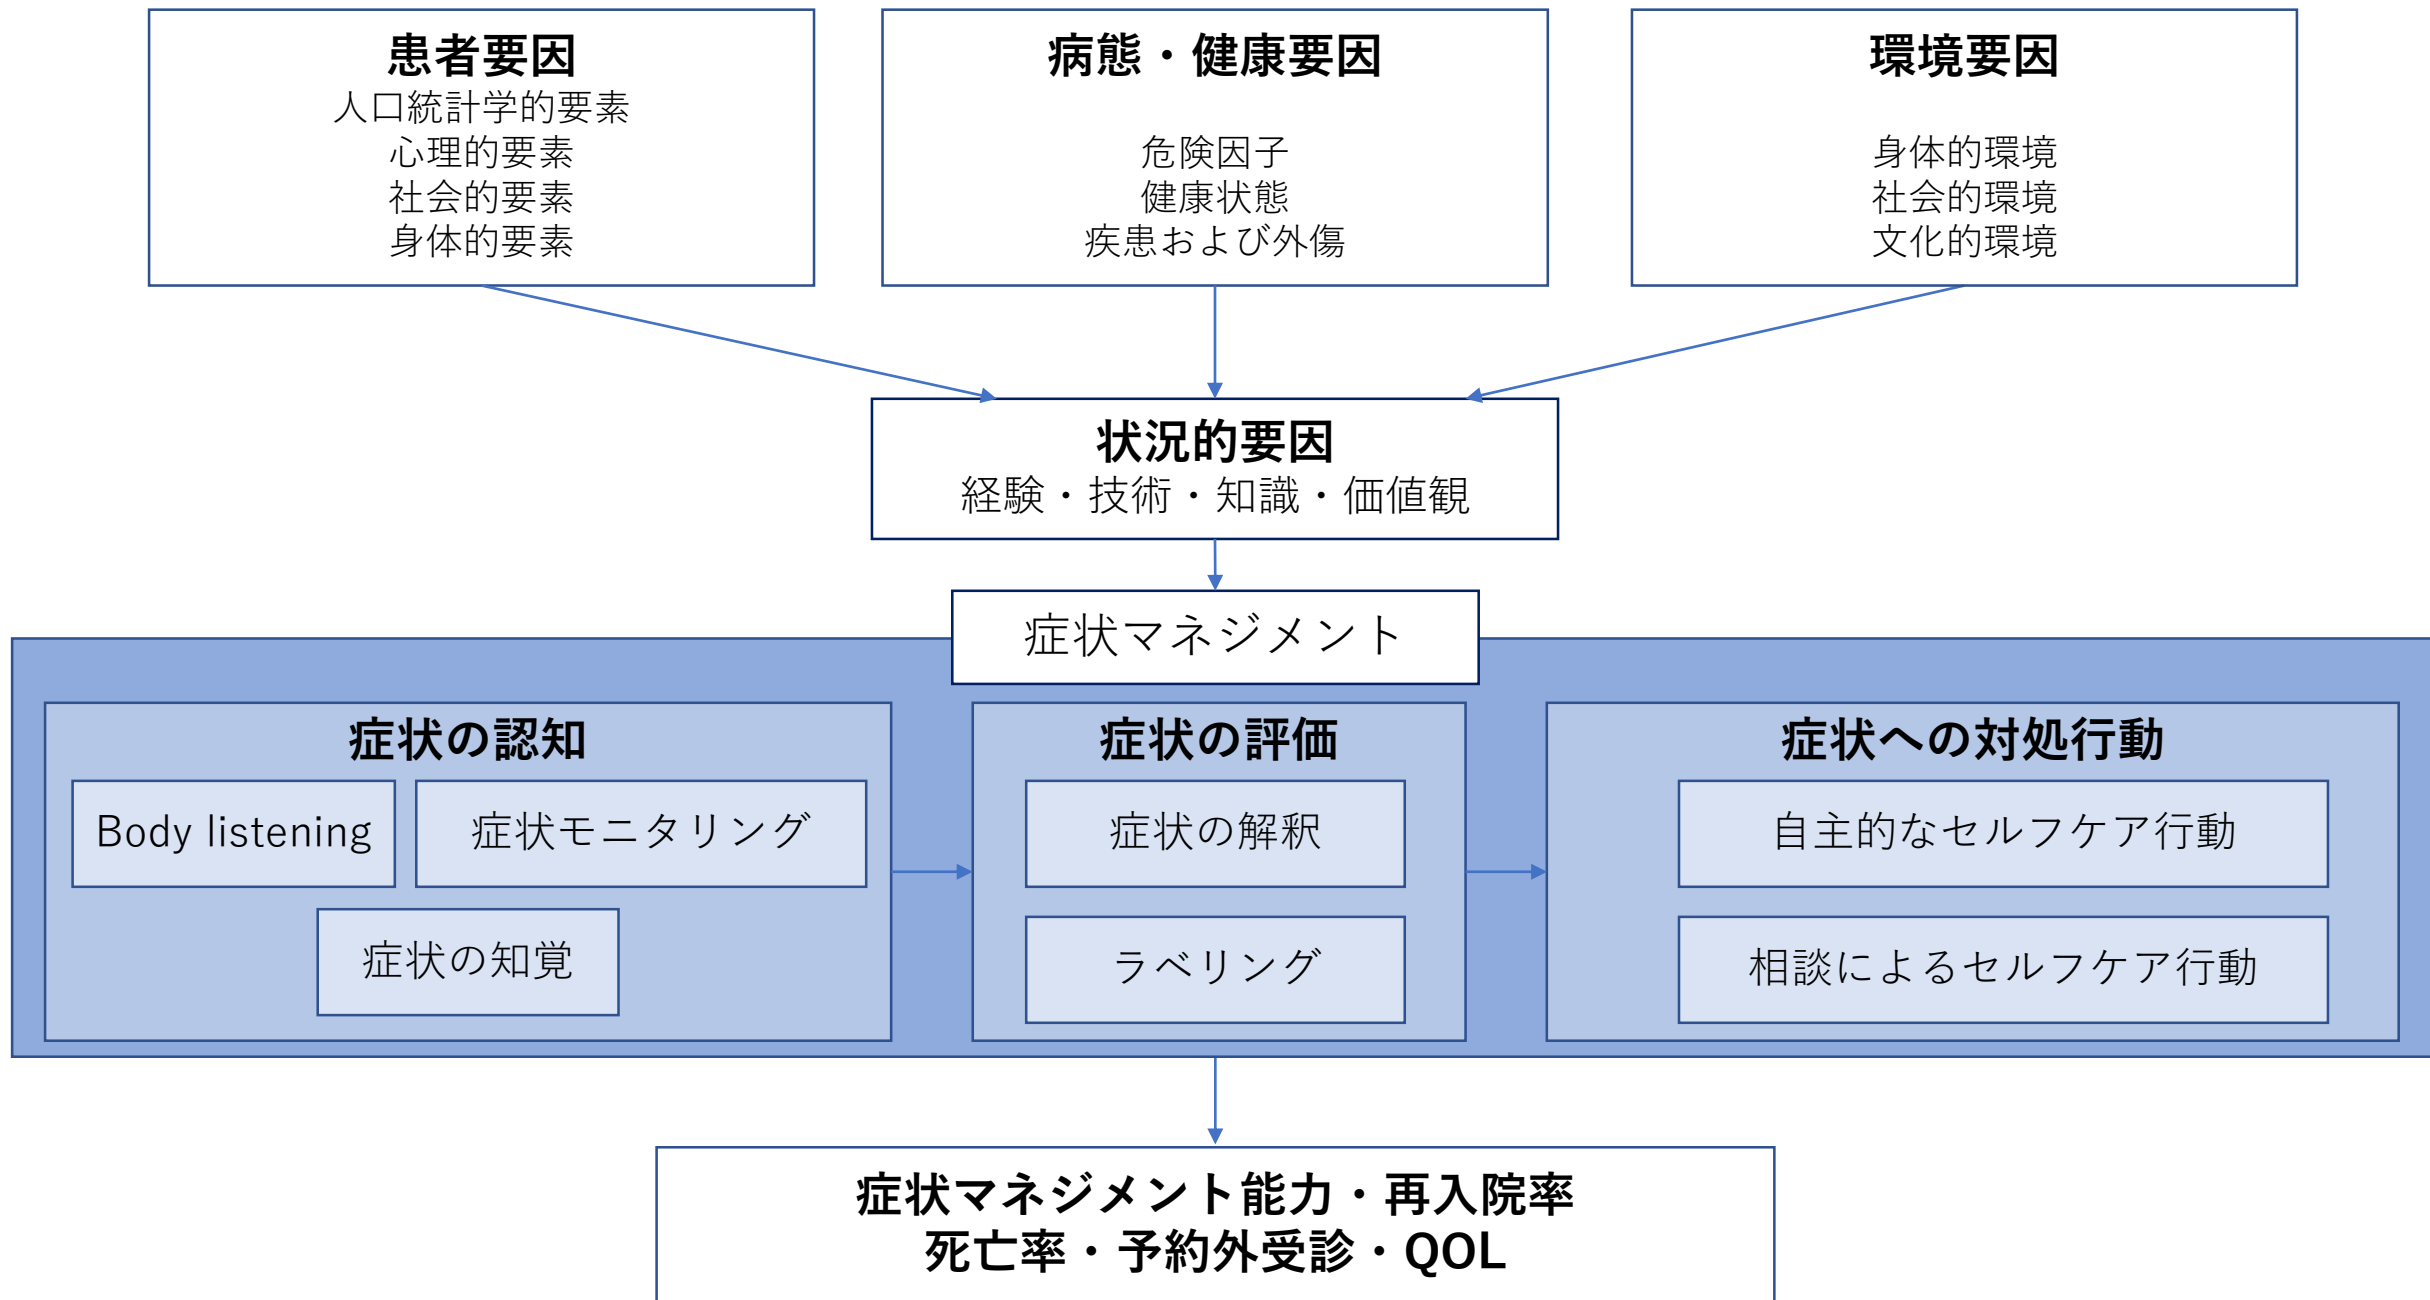 患者要因
人口統計学的要素
心理的要素
社会的要素
身体的要素
病態・健康要因
危険因子
健康状態
疾患および外傷
環境要因
身体的環境
社会的環境
文化的環境
状況的要因
経験・技術・知識・価値観
症状マネジメント
症状の認知
Body listening
症状モニタリング
症状の知覚
症状の評価
症状の解釈
ラベリング
症状への対処行動
自主的なセルフケア行動
相談によるセルフケア行動
症状マネジメント能力・再入院率
死亡率・予約外受診・QOL